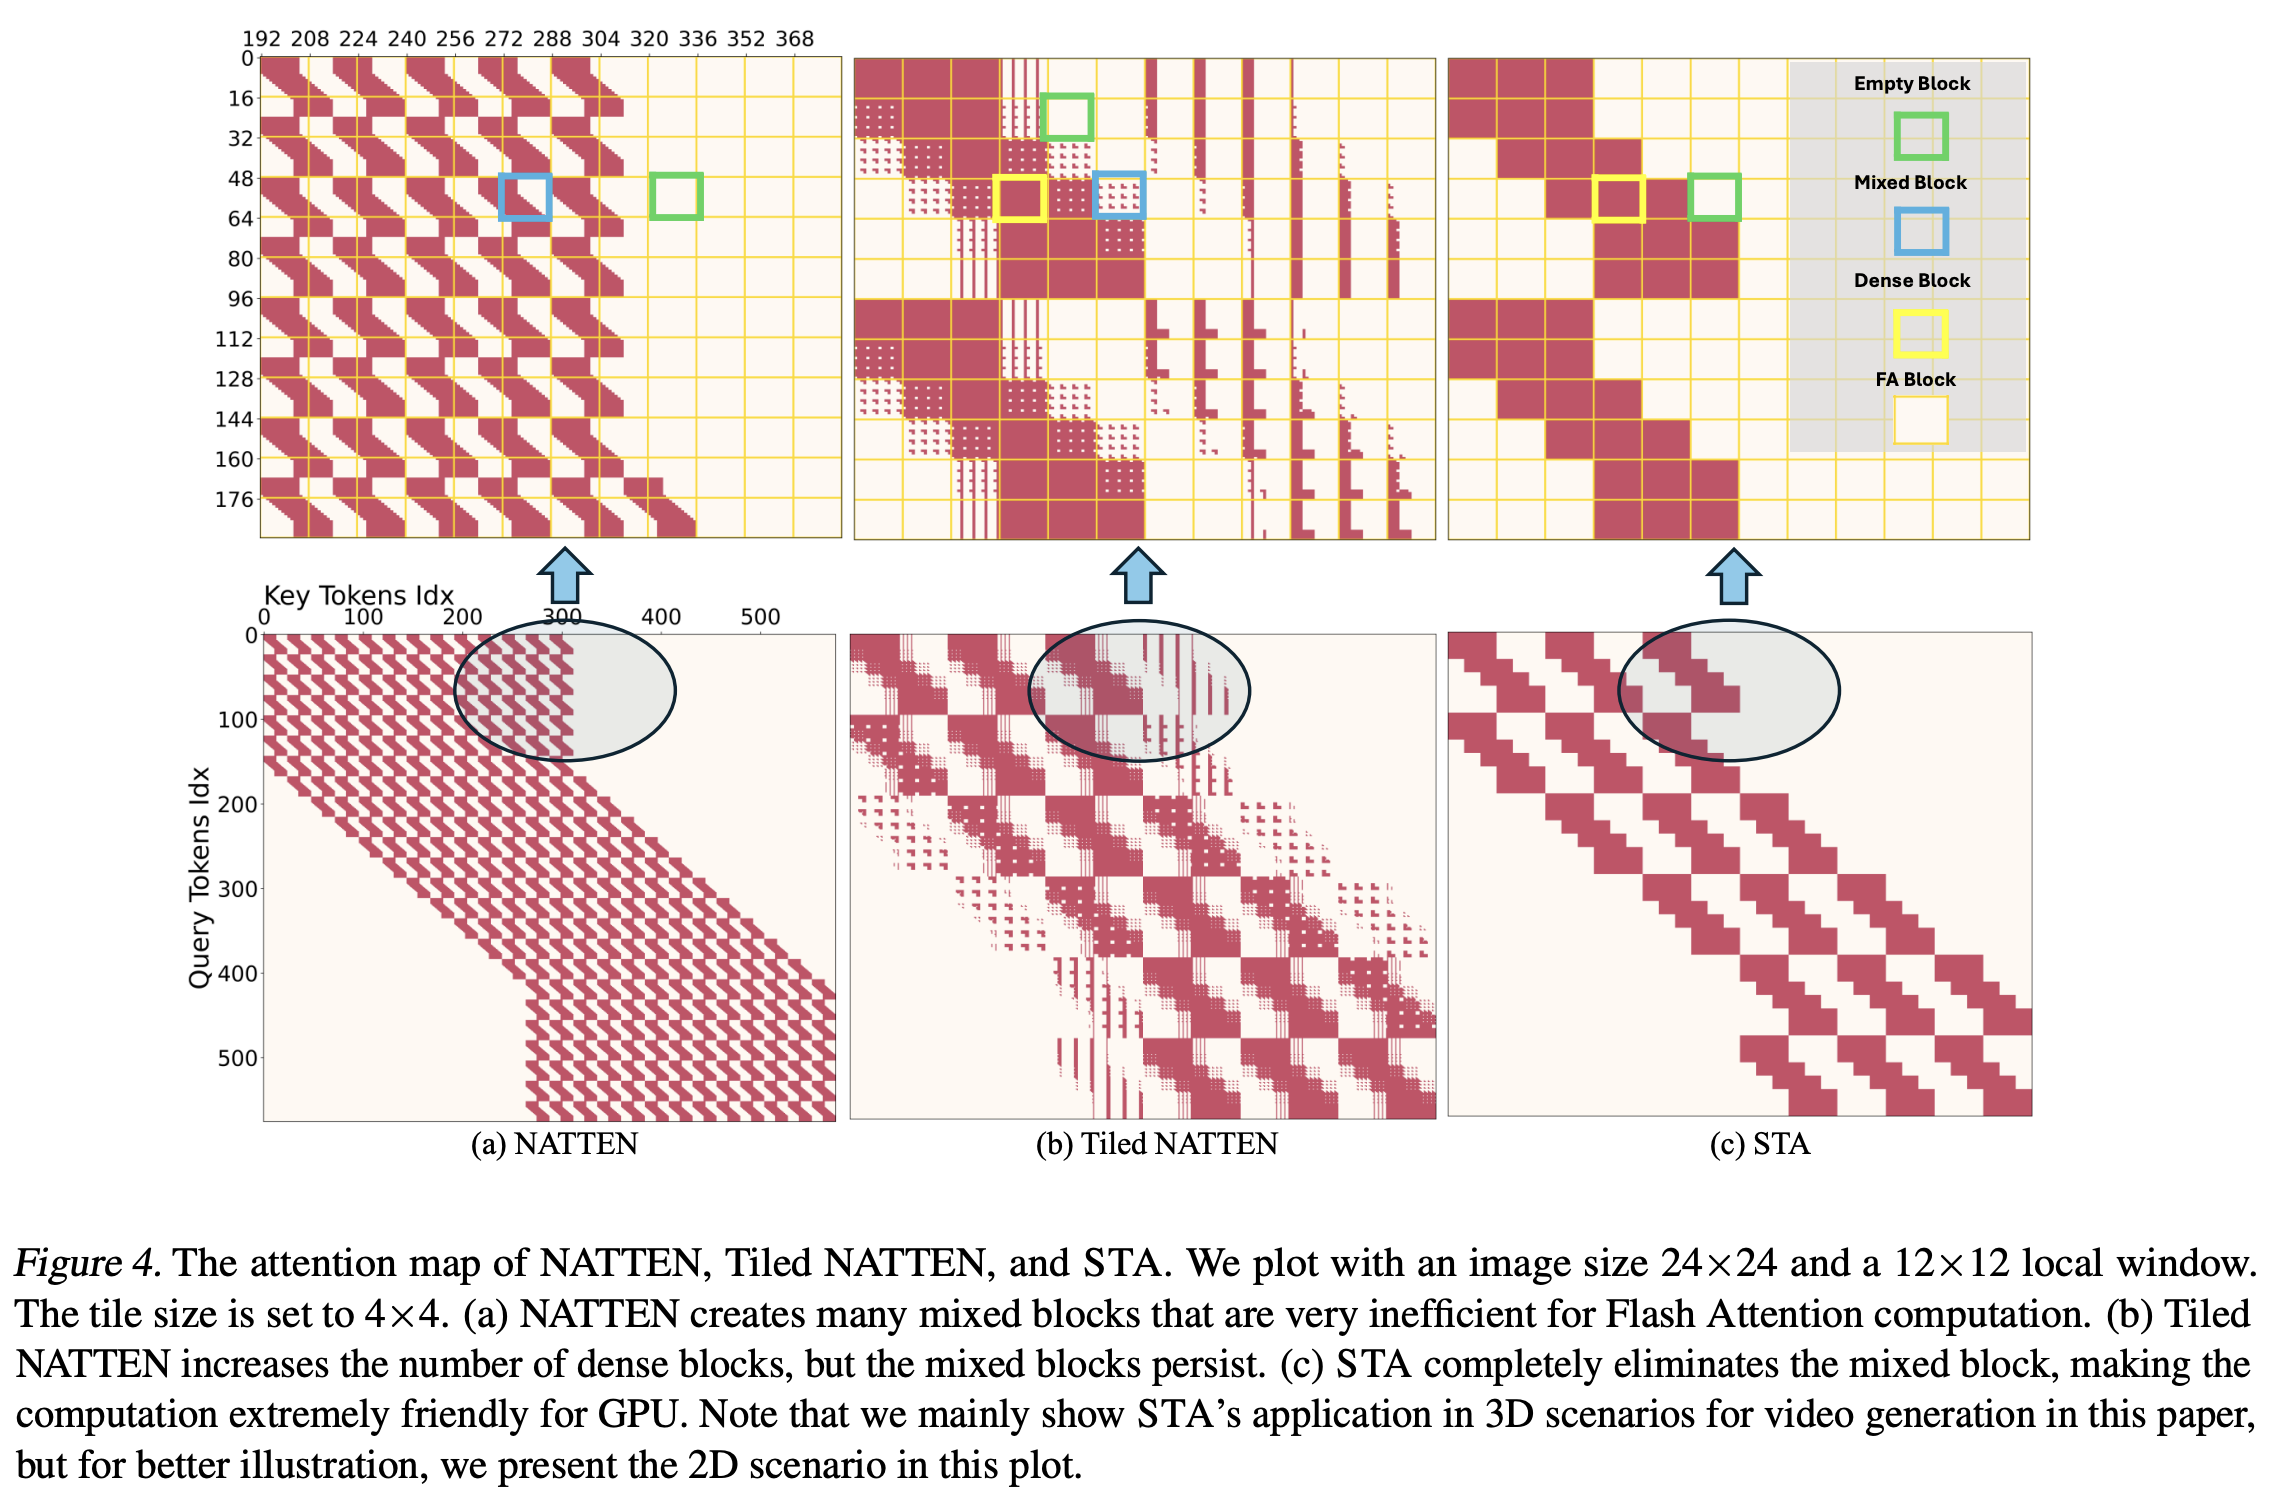 192 208 224 240 256 272 288 304 320 336 352 368
0
16
32
48
64
80
96
112
128
144
160
176
Empty Block
Mixed Block
Dense Block
FA Block
Key Tokens Idx
0 100 200 300 400 500
0
100
200
300
400
500
Query Tokens Idx
(a) NATTEN
(b) Tiled NATTEN
(c) STA
Figure 4. The attention map of NATTEN, Tiled NATTEN, and STA. We plot with an image size 24×24 and a 12×12 local window.
The tile size is set to 4×4. (a) NATTEN creates many mixed blocks that are very inefficient for Flash Attention computation. (b) Tiled
NATTEN increases the number of dense blocks, but the mixed blocks persist. (c) STA completely eliminates the mixed block, making the
computation extremely friendly for GPU. Note that we mainly show STA's application in 3D scenarios for video generation in this paper,
but for better illustration, we present the 2D scenario in this plot.